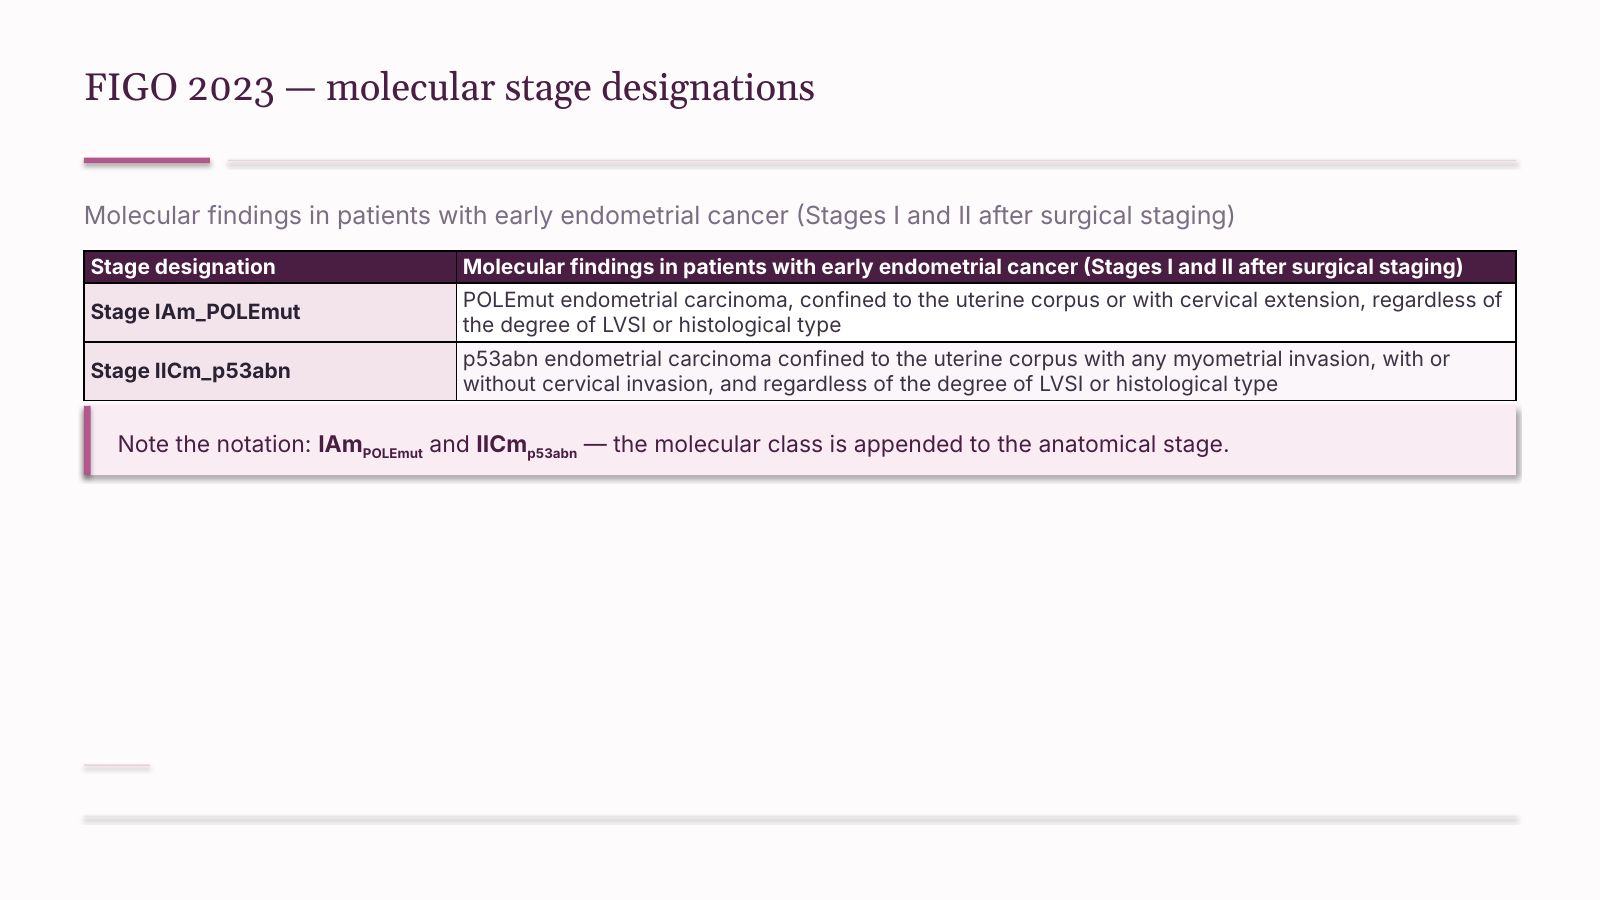 FIGO 2023 — molecular stage designations
Molecular findings in patients with early endometrial cancer (Stages I and II after surgical staging)
Stage designation
Molecular findings in patients with early endometrial cancer (Stages I and II after surgical staging)
Stage IAm_POLEmut
POLEmut endometrial carcinoma, confined to the uterine corpus or with cervical extension, regardless of
the degree of LVSI or histological type
Stage IICm_p53abn
p53abn endometrial carcinoma confined to the uterine corpus with any myometrial invasion, with or
without cervical invasion, and regardless of the degree of LVSI or histological type
Note the notation: IAmPOLEmut and IICmp53abn — the molecular class is appended to the anatomical stage.